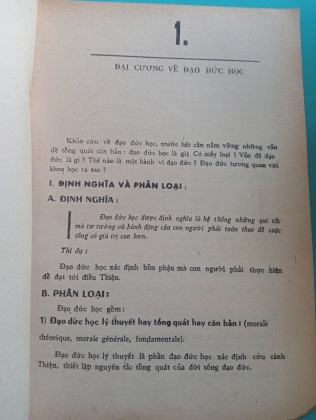 1.
ĐẠI CƯƠNG VỀ ĐẠO ĐỨC HỌC
Khảo cứu về đạo đức học, trước hết cần nắm vững những vấn
đề tổng quát căn bản : đạo đức học là gì? Có mấy loại ? Vấn đề đạo
đức là gì ? Thế nào là một hành vi đạo đức ? Đạo đức tương quan với
khoa học ra sao ?
I. ĐỊNH NGHĨA VÀ PHÂN LOẠI :
A. ĐỊNH NGHĨA :
Đạo đức học được định nghĩa là hệ thống những qui tắc
mà tư tưởng và hành động của con người phải tuân theo để cuộc
sống có giá trị cao hơn.
Thí dụ :
Đạo đức học xác định bổn phận mà con người phải thực hiện
để đạt tới điều Thiện.
B. PHÂN LOẠI :
Đạo đức học gồm :
1) Đạo đức học lý thuyết hay tổng quát hay căn bản : (morale
théorique, morale générale, fondamentale).
Đạo đức học lý thuyết là phần đạo đức học xác định cứu cánh
Thiện, thiết lập nguyên tắc tổng quát của đời sống đạo đức.